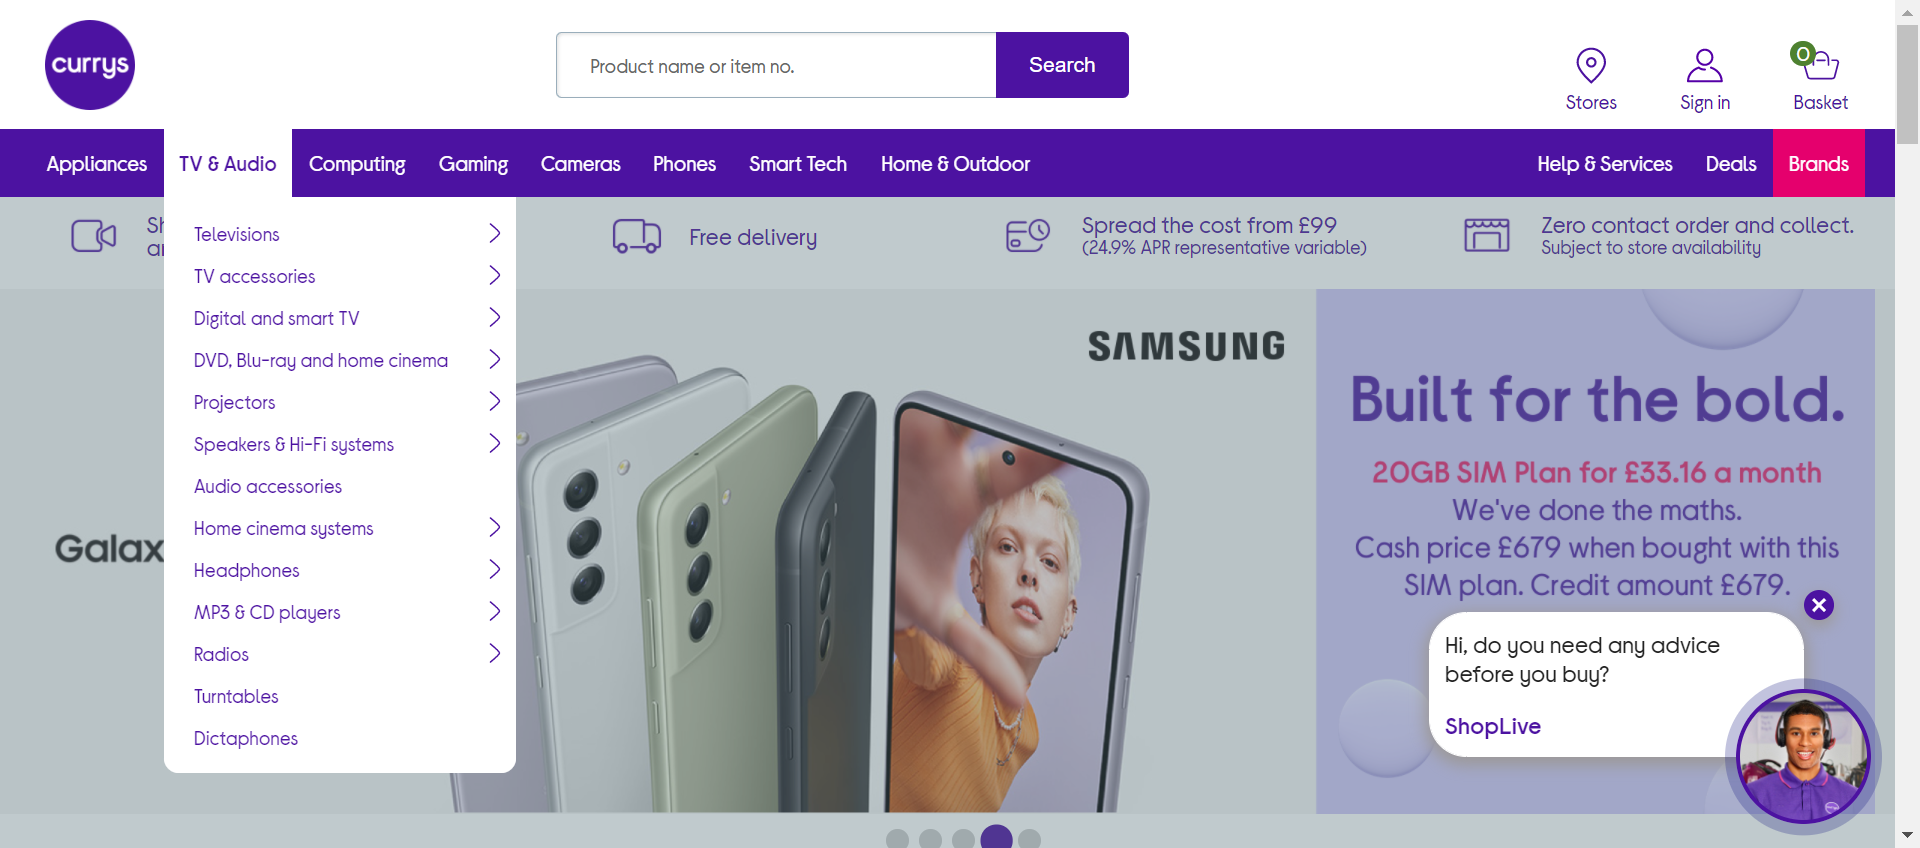 currys
Product name or item no.
Search
Stores
Sign in
0
Basket
Appliances
TV & Audio
Computing
Gaming
Cameras
Phones
Smart Tech
Home & Outdoor
Help & Services
Deals
Brands
Free delivery
Spread the cost from £99
(24.9% APR representative variable)
Zero contact order and collect.
Subject to store availability
Televisions
TV accessories
Digital and smart TV
DVD, Blu-ray and home cinema
Projectors
Speakers & Hi-Fi systems
Audio accessories
Home cinema systems
Headphones
MP3 & CD players
Radios
Turntables
Dictaphones
Galax
SAMSUNG
Built for the bold.
20GB SIM Plan for £33.16 a month
We've done the maths.
Cash price £679 when bought with this
SIM plan. Credit amount £679.
Hi, do you need any advice
before you buy?
ShopLive